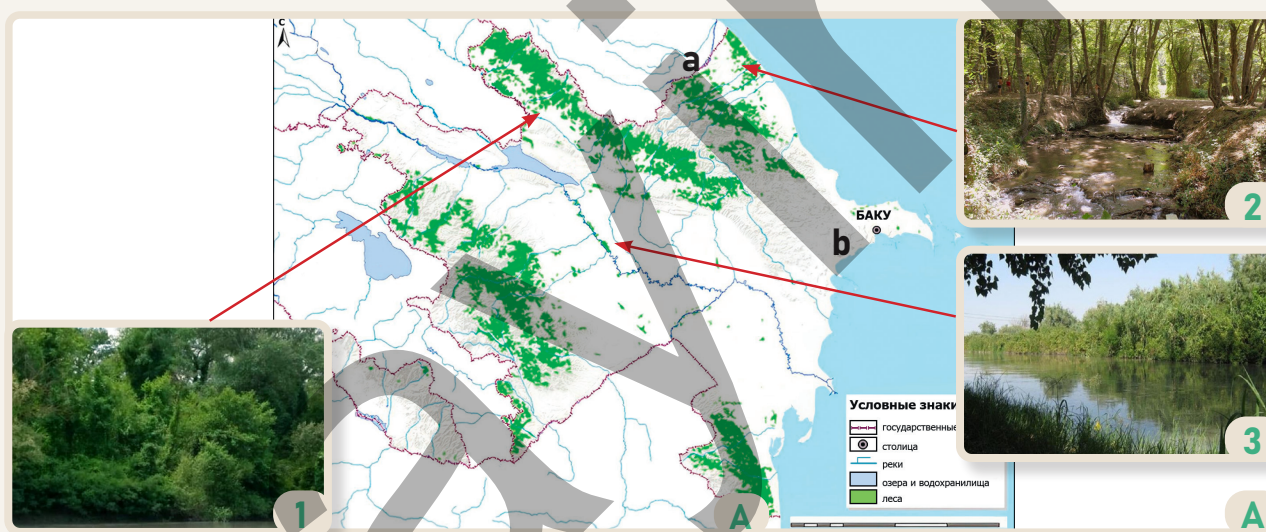 С
a
b
БАКУ
Условные знаки
государственные
столица
реки
озера и водохранилища
леса
1
2
3
A
A